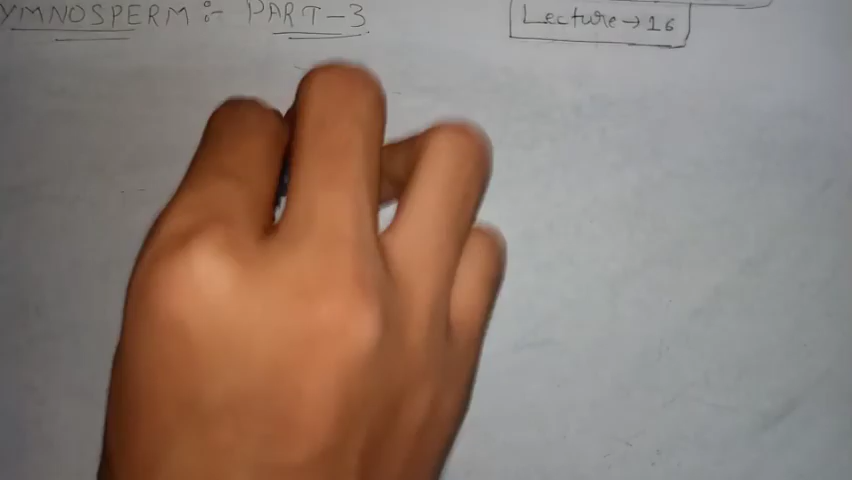 YMNOSPERM :- PART-3
Lecture → 16